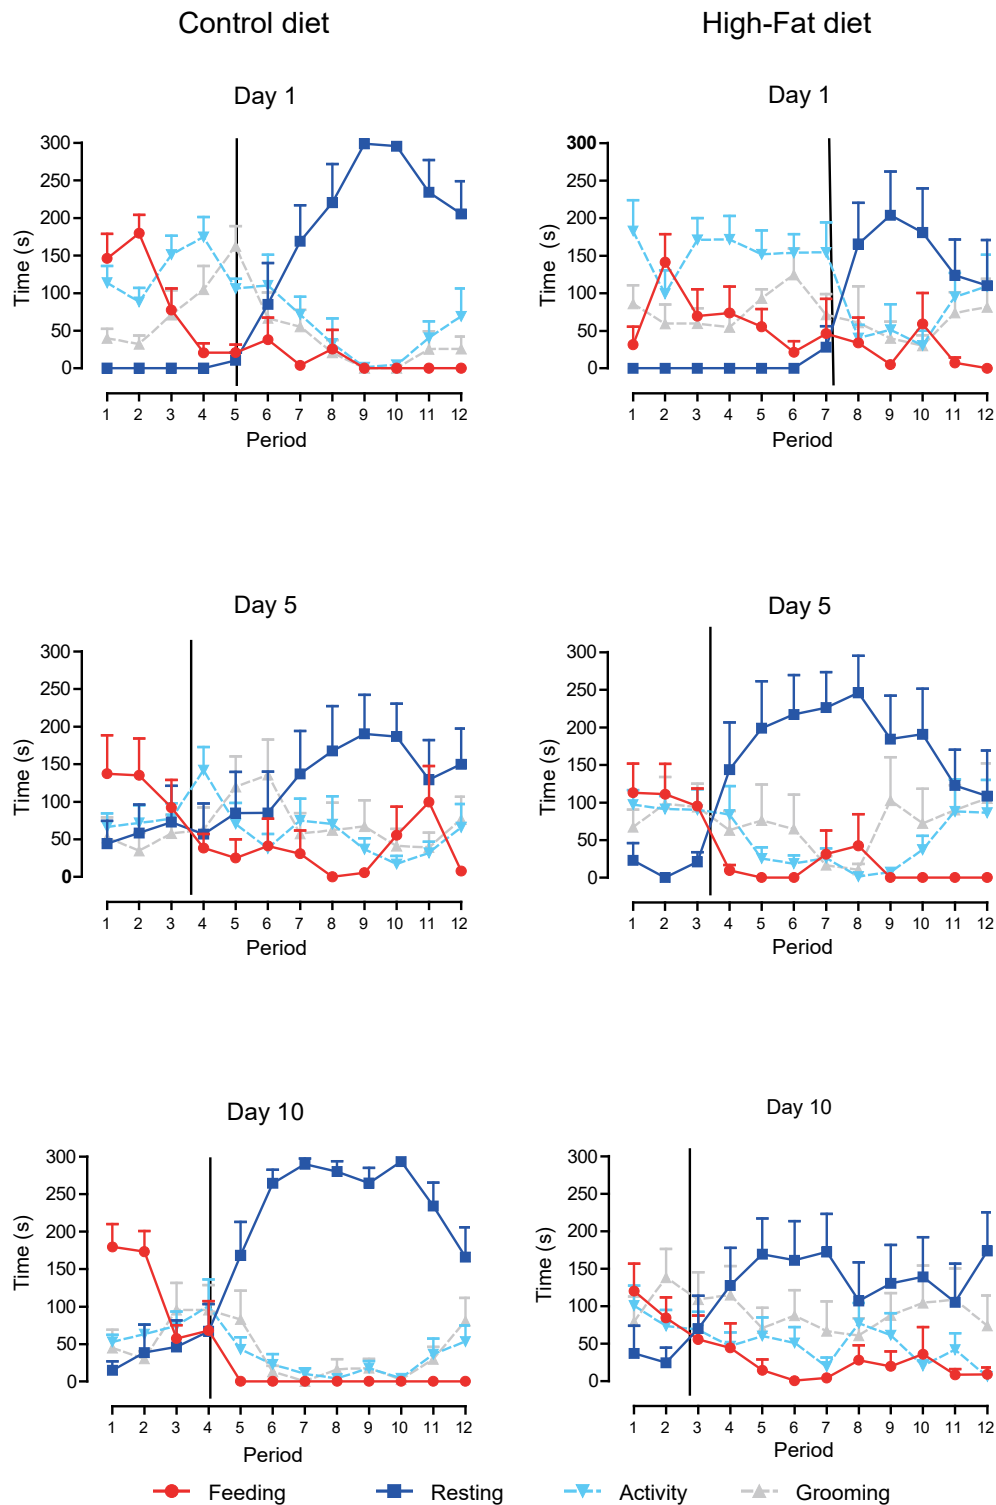 Control diet
High-Fat diet
Day 1
Day 1
300
250
200
150
100
50
0
Time (s)
1 2 3 4 5 6 7 8 9 10 11 12
Period
300
250
200
150
100
50
0
Time (s)
1 2 3 4 5 6 7 8 9 10 11 12
Period
Day 5
Day 5
300
250
200
150
100
50
0
Time (s)
1 2 3 4 5 6 7 8 9 10 11 12
Period
300
250
200
150
100
50
0
Time (s)
1 2 3 4 5 6 7 8 9 10 11 12
Period
Day 10
Day 10
300
250
200
150
100
50
0
Time (s)
1 2 3 4 5 6 7 8 9 10 11 12
Period
300
250
200
150
100
50
0
Time (s)
1 2 3 4 5 6 7 8 9 10 11 12
Period
Feeding Resting Activity Grooming